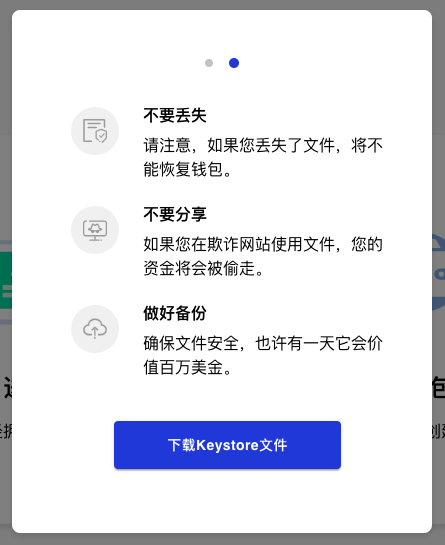 不要丢失
请注意，如果您丢失了文件，将不
能恢复钱包。
不要分享
如果您在欺诈网站使用文件，您的
资金将会被偷走。
做好备份
确保文件安全，也许有一天它会价
值百万美金。
下载Keystore文件